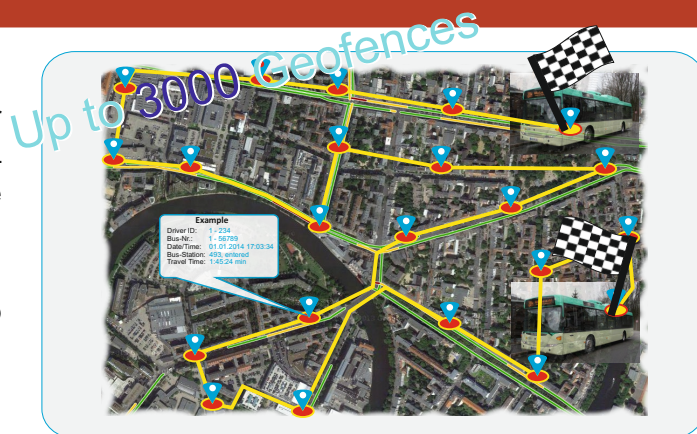 Up to 3000 Geofences
Example
Driver ID: 1 - 234
Bus-Nr.: 1 - 56789
Date/Time: 01.01.2014 17:03:34
Bus-Station: 493, entered
Travel Time: 1:45:24 min